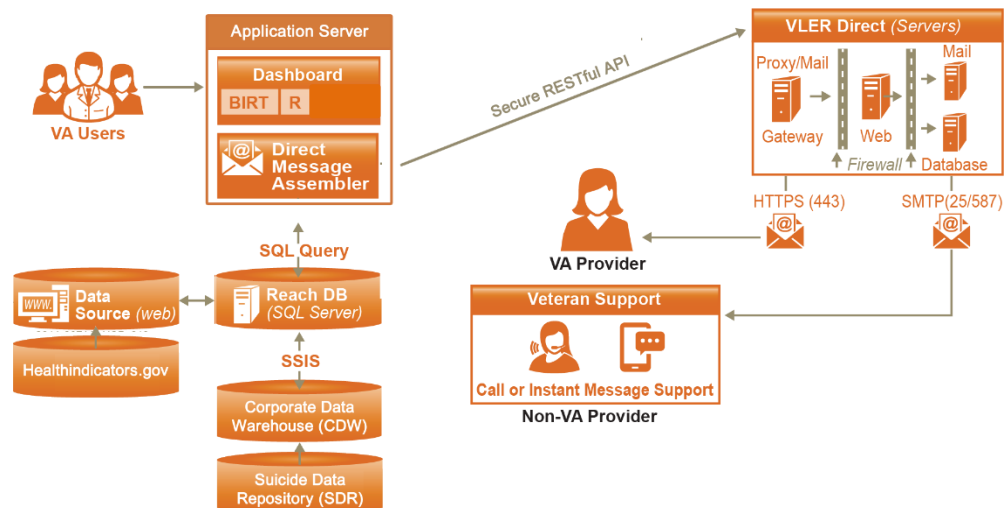 VA Users
Application Server
Dashboard
BIRT R
@
Direct
Message
Assembler
Secure RESTful API
VLER Direct (Servers)
Proxy/Mail
Gateway
Web
Mail
Firewall
Database
HTTPS (443)
@
SMTP(25/587)
@
VA Provider
SQL Query
WWW.
Data
Source (web)
Reach DB
(SQL Server)
Healthindicators.gov
SSIS
Corporate Data
Warehouse (CDW)
Suicide Data
Repository (SDR)
Veteran Support
Call or Instant Message Support
Non-VA Provider